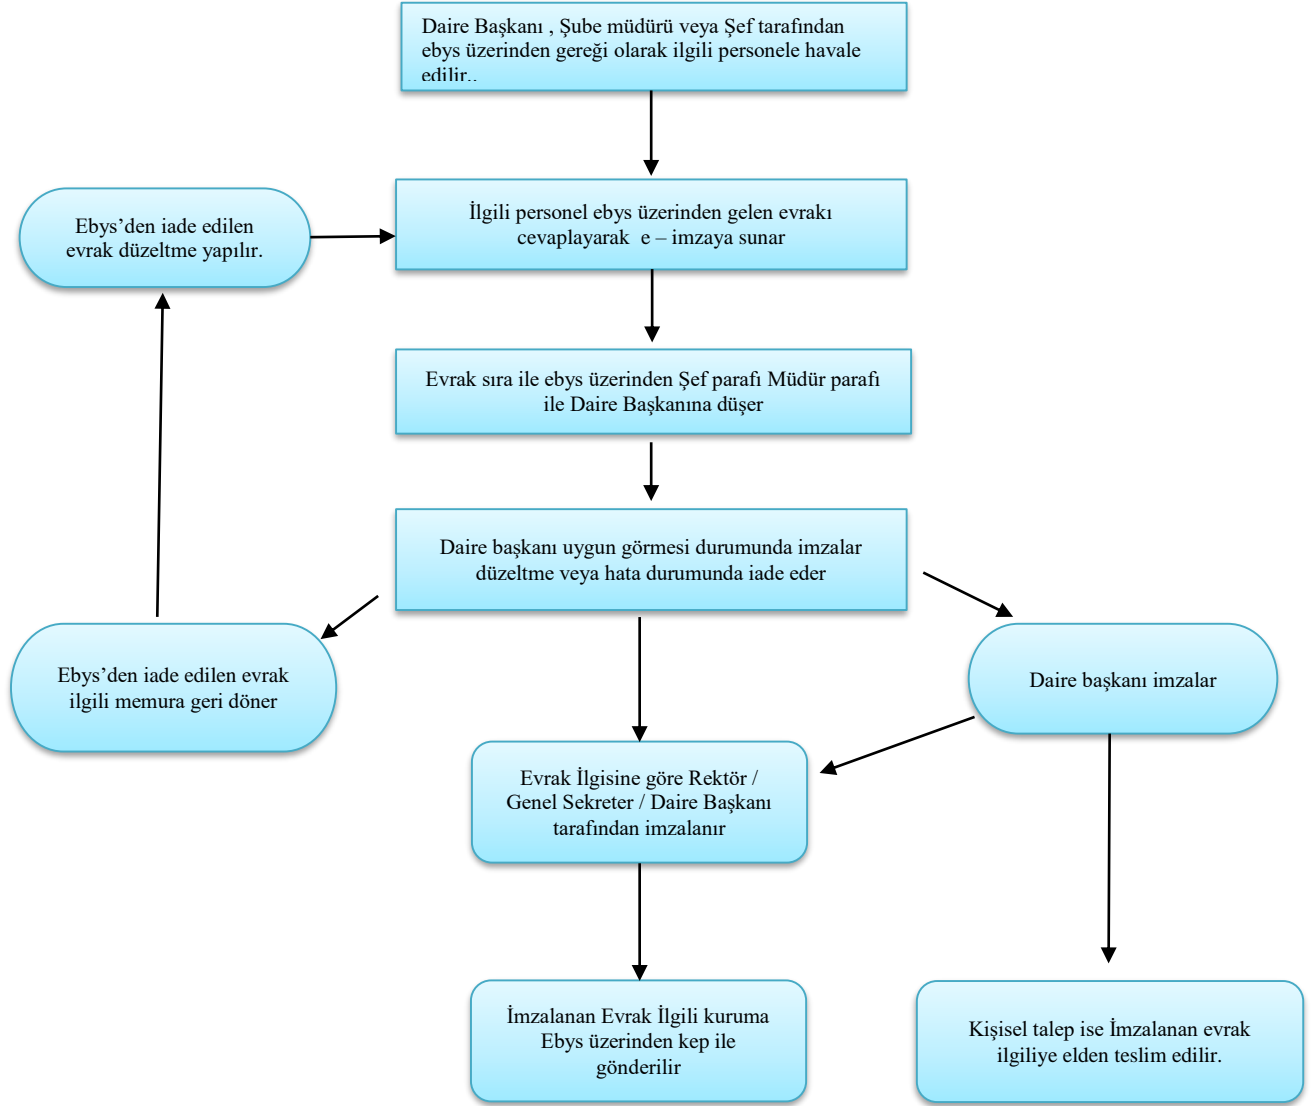 Daire Başkanı , Şube müdürü veya Şef tarafından
ebys üzerinden gereği olarak ilgili personele havale
edilir..
Ebys’den iade edilen
evrak düzeltme yapılır.
İlgili personel ebys üzerinden gelen evrakı
cevaplayarak e – imzaya sunar
Evrak sıra ile ebys üzerinden Şef parafı Müdür parafı
ile Daire Başkanına düşer
Daire başkanı uygun görmesi durumunda imzalar
düzeltme veya hata durumunda iade eder
Ebys’den iade edilen evrak
ilgili memura geri döner
Daire başkanı imzalar
Evrak İlgisine göre Rektör /
Genel Sekreter / Daire Başkanı
tarafından imzalanır
İmzalanan Evrak İlgili kuruma
Ebys üzerinden kep ile
gönderilir
Kişisel talep ise İmzalanan evrak
ilgiliye elden teslim edilir.